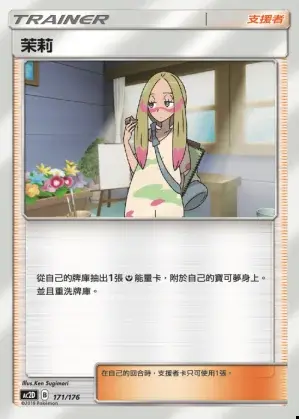 TRAINER 支援者
茉莉
從自己的牌庫抽出1張能量卡，附於自己的寶可夢身上。
並且重洗牌庫。
Illus.Ken Sugimori
AC2D D 171/176
©2019 Pokémon
在自己的回合時，支援者卡只可使用1張。